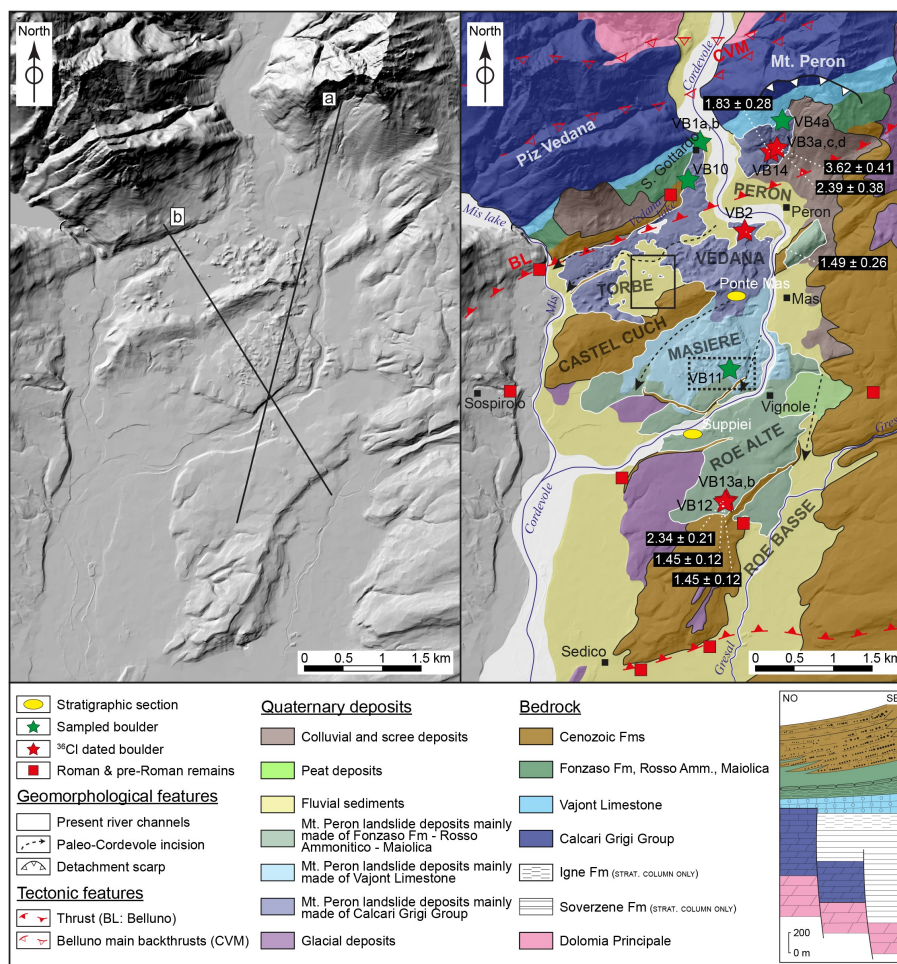 North
a
b
0 0.5 1 1.5 km
Sospirolo
North
Cordevole
CVM
Mt. Peron
1.83 ± 0.28
VB4a
VB1a,b
VB3a,c,d
Piz Vedana
S. Gottardo
VB14
3.62 ± 0.41
VB10
2.39 ± 0.38
PERON
Peron
Mis lake
VB2
BL
VEDANA
1.49 ± 0.26
TORBE
Ponte Mas
Mas
Mis
CASTEL CUCH
MASIERE
VB11
Vignole
Suppiei
ROE ALTE
Cordevole
VB13a,b
VB12
2.34 ± 0.21
1.45 ± 0.12
1.45 ± 0.12
ROE BASSE
Sedico
Gresal
0 0.5 1 1.5 km
Stratigraphic section
Sampled boulder
36Cl dated boulder
Roman & pre-Roman remains
Geomorphological features
Present river channels
Paleo-Cordevole incision
Detachment scarp
Tectonic features
Thrust (BL: Belluno)
Belluno main backthrusts (CVM)
Quaternary deposits
Colluvial and scree deposits
Peat deposits
Fluvial sediments
Mt. Peron landslide deposits mainly
made of Fonzaso Fm - Rosso
Ammonitico - Maiolica
Mt. Peron landslide deposits mainly
made of Vajont Limestone
Mt. Peron landslide deposits mainly
made of Calcari Grigi Group
Glacial deposits
Bedrock
Cenozoic Fms
Fonzaso Fm, Rosso Amm., Maiolica
Vajont Limestone
Calcari Grigi Group
Igne Fm (STRAT. COLUMN ONLY)
Soverzene Fm (STRAT. COLUMN ONLY)
Dolomia Principale
NO
200
0 m